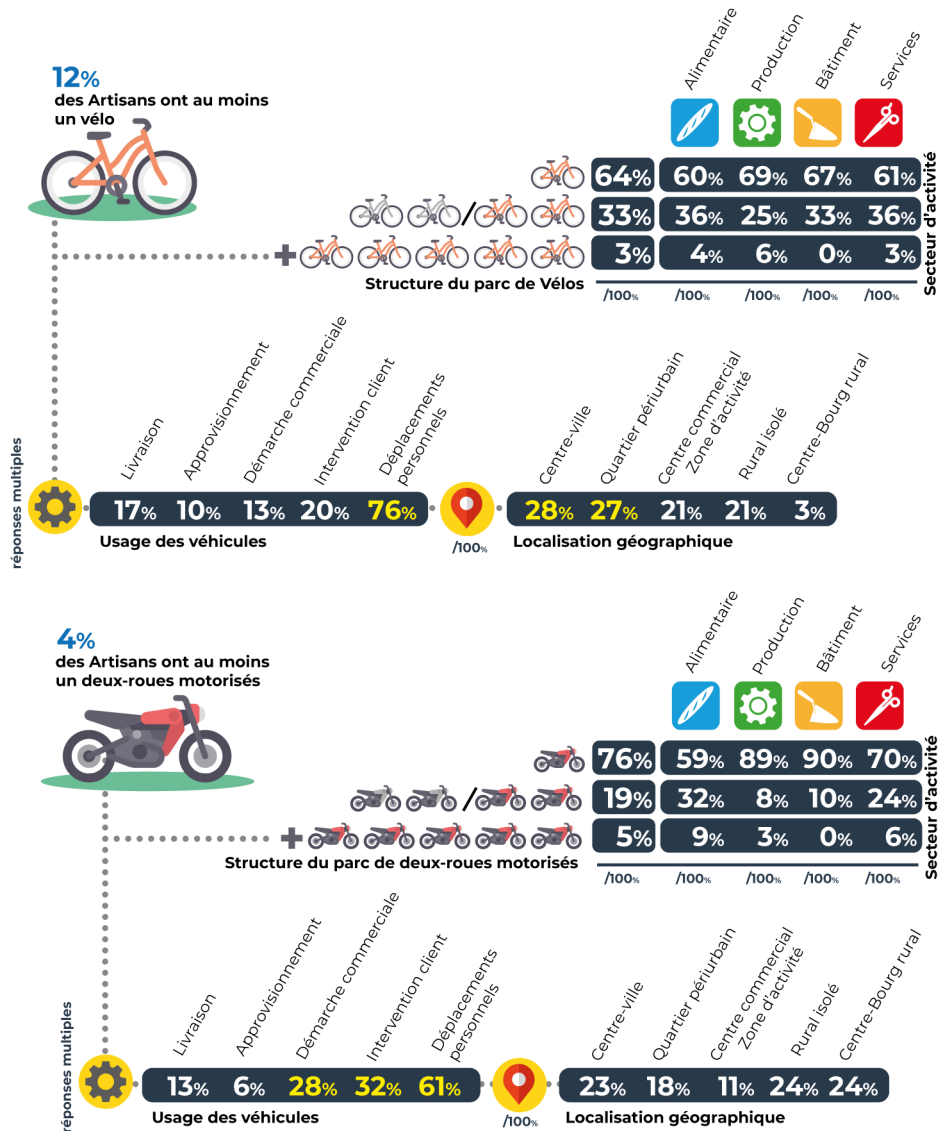 12%
des Artisans ont au moins
un vélo
Alimentaire
Production
Bâtiment
Services
64% 60% 69% 67% 61%
/ 33% 36% 25% 33% 36%
+ 3% 4% 6% 0% 3%
Secteur d'activité
Structure du parc de Vélos
/100% /100% /100% /100% /100%
réponses multiples
Livraison
Approvisionnement
Démarche commerciale
Intervention client
Déplacements
personnels
Centre-ville
Quartier périurbain
Centre commercial
Zone d'activité
Rural isolé
Centre-Bourg rural
17% 10% 13% 20% 76%
28% 27% 21% 21% 3%
Usage des véhicules
/100%
Localisation géographique
4%
des Artisans ont au moins
un deux-roues motorisés
Alimentaire
Production
Bâtiment
Services
76% 59% 89% 90% 70%
/ 19% 32% 8% 10% 24%
+ 5% 9% 3% 0% 6%
Secteur d'activité
Structure du parc de deux-roues motorisés
/100% /100% /100% /100% /100%
réponses multiples
Livraison
Approvisionnement
Démarche commerciale
Intervention client
Déplacements
personnels
Centre-ville
Quartier périurbain
Centre commercial
Zone d'activité
Rural isolé
Centre-Bourg rural
13% 6% 28% 32% 61%
23% 18% 11% 24% 24%
Usage des véhicules
/100%
Localisation géographique